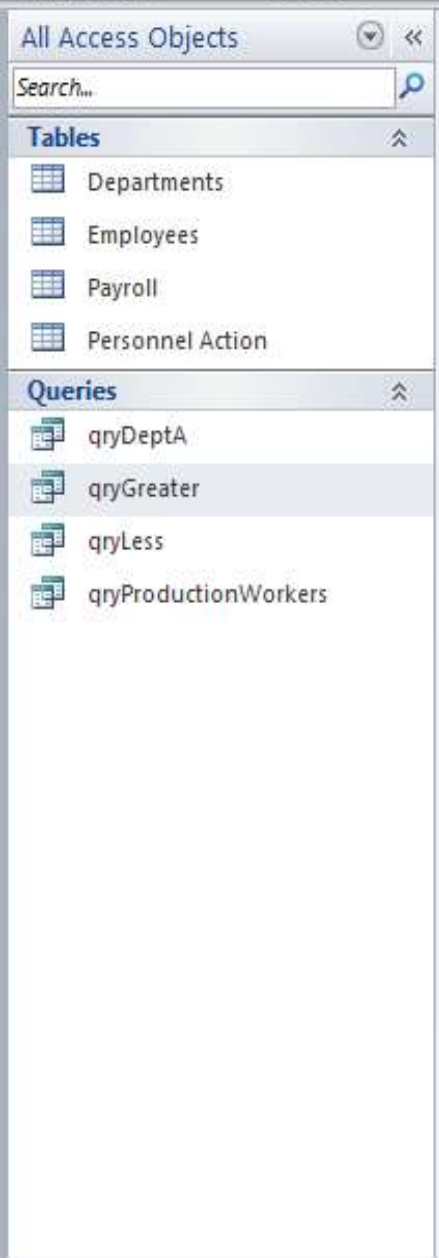 All Access Objects
Search...
Tables
Departments
Employees
Payroll
Personnel Action
Queries
qryDeptA
qryGreater
qryLess
qryProductionWorkers